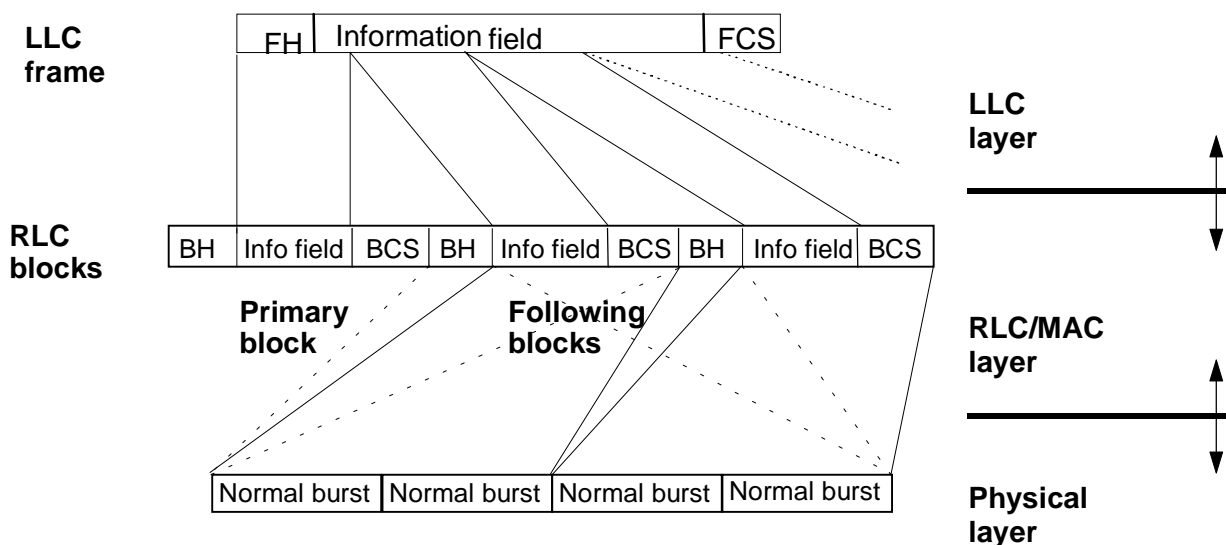 LLC
frame
FH
Information field
FCS
LLC
layer
RLC
blocks
BH
Info field
BCS
BH
Info field
BCS
BH
Info field
BCS
Primary
block
Following
blocks
RLC/MAC
layer
Normal burst
Normal burst
Normal burst
Normal burst
Physical
layer